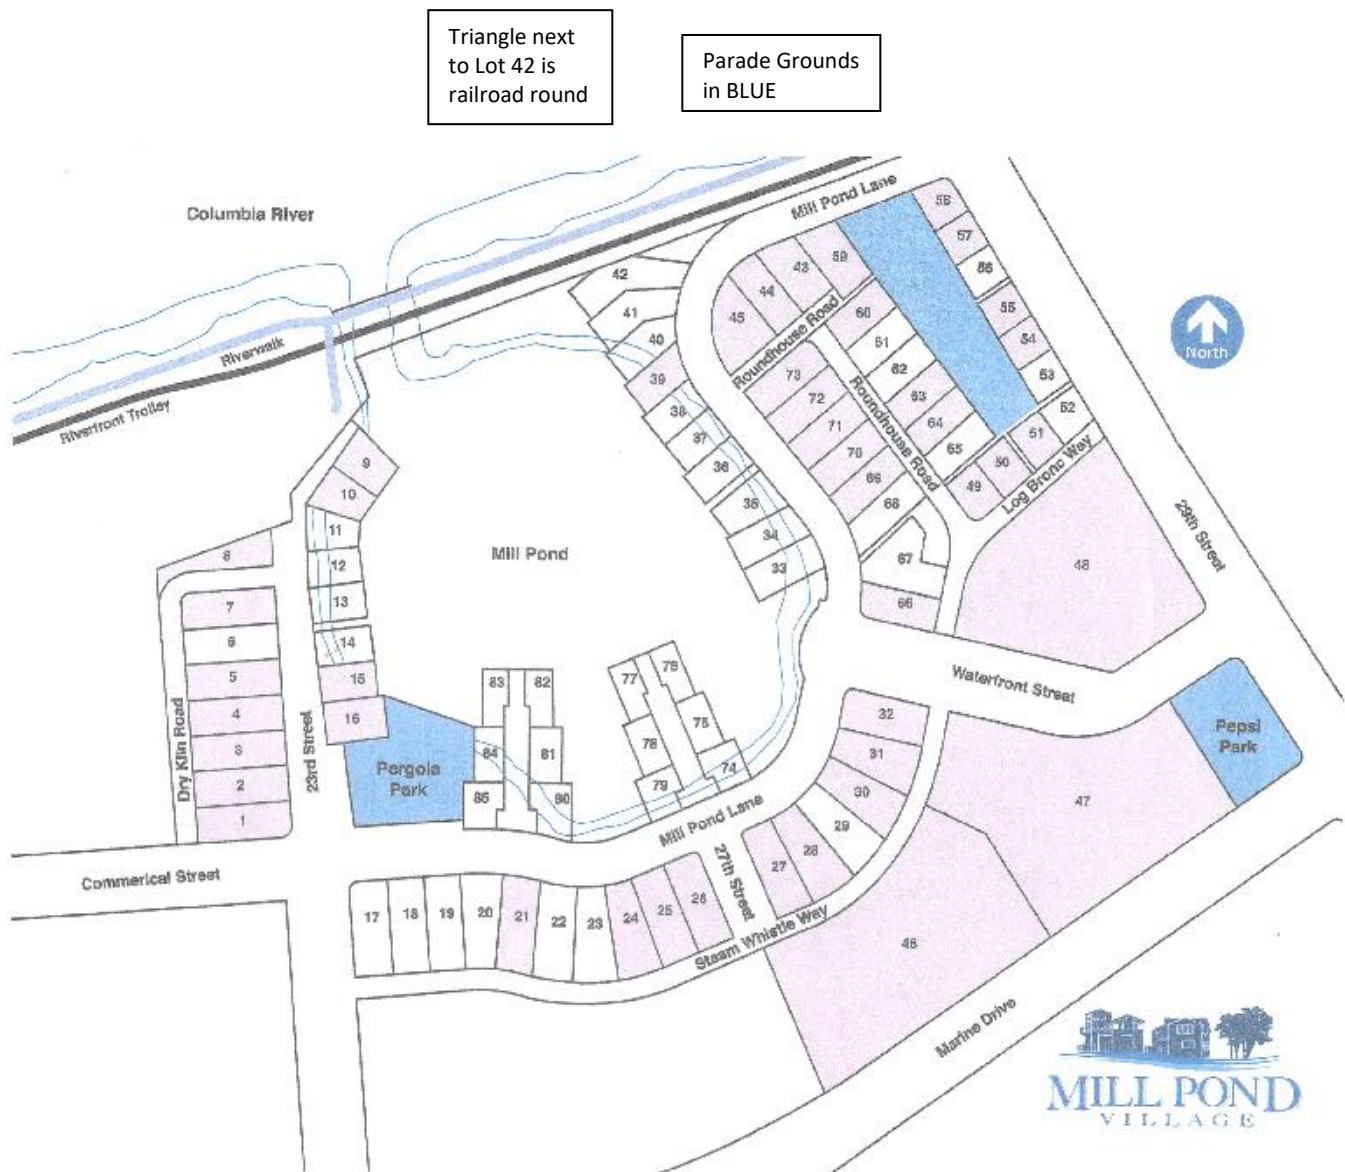 Triangle next
to Lot 42 is
railroad round
Parade Grounds
in BLUE
Columbia River
Mill Pond Lane
Riverwalk
Riverfront Trolley
North
Mill Pond
Roundhouse Road
Roundhouse Road
Log Bronc Way
29th Street
Waterfront Street
Pepsi
Park
Dry Kiln Road
23rd Street
Pergola
Park
Commerical Street
Mill Pond Lane
27th Street
Steam Whistle Way
Marine Drive
58
57
56
55
54
53
52
51
50
49
48
59
43
44
45
60
61
62
63
64
65
73
72
71
70
69
68
67
66
42
41
40
39
38
37
36
35
34
33
9
10
11
12
13
14
15
16
8
7
6
5
4
3
2
1
83
82
84
81
85
80
77
76
78
75
79
74
32
31
30
29
28
27
17
18
19
20
21
22
23
24
25
26
47
46
MILL POND
VILLAGE